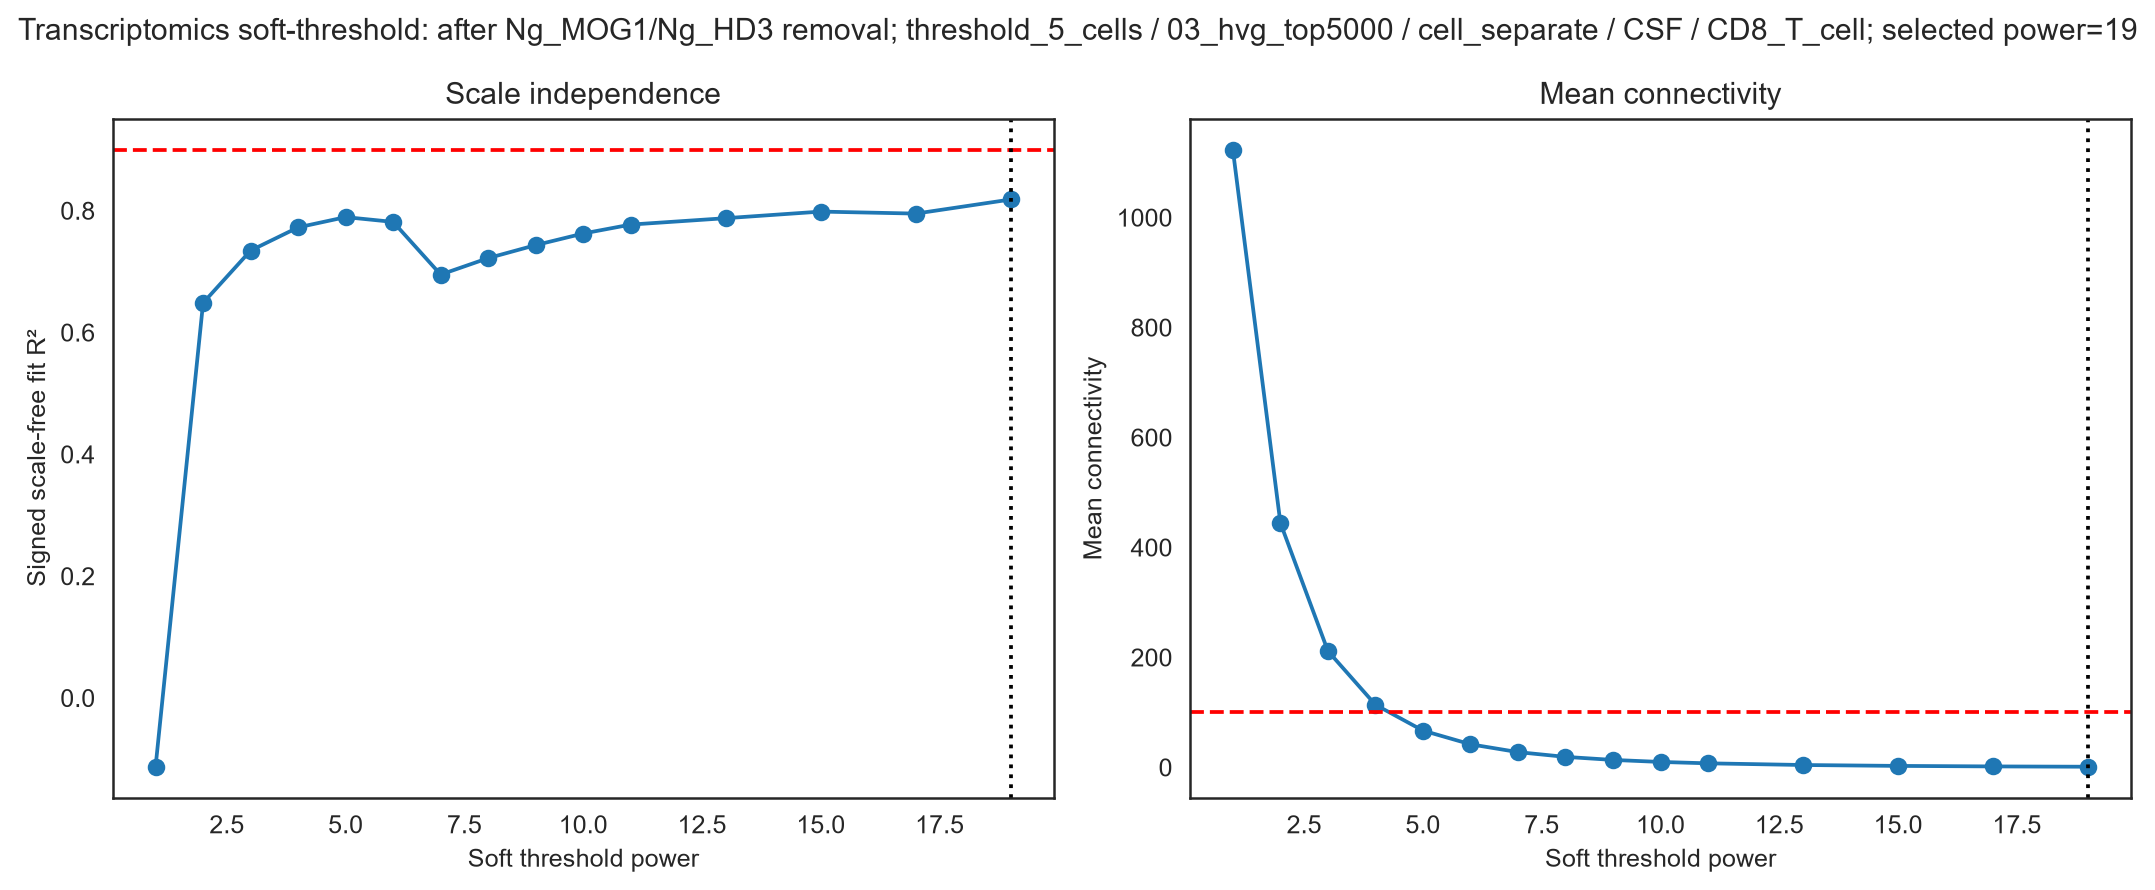 Transcriptomics soft-threshold: after Ng_MOG1/Ng_HD3 removal; threshold_5_cells / 03_hvg_top5000 / cell_separate / CSF / CD8_T_cell; selected power=19
Scale independence
Signed scale-free fit R²
0.8
0.6
0.4
0.2
0.0
2.5 5.0 7.5 10.0 12.5 15.0 17.5
Soft threshold power
Mean connectivity
Mean connectivity
1000
800
600
400
200
0
2.5 5.0 7.5 10.0 12.5 15.0 17.5
Soft threshold power